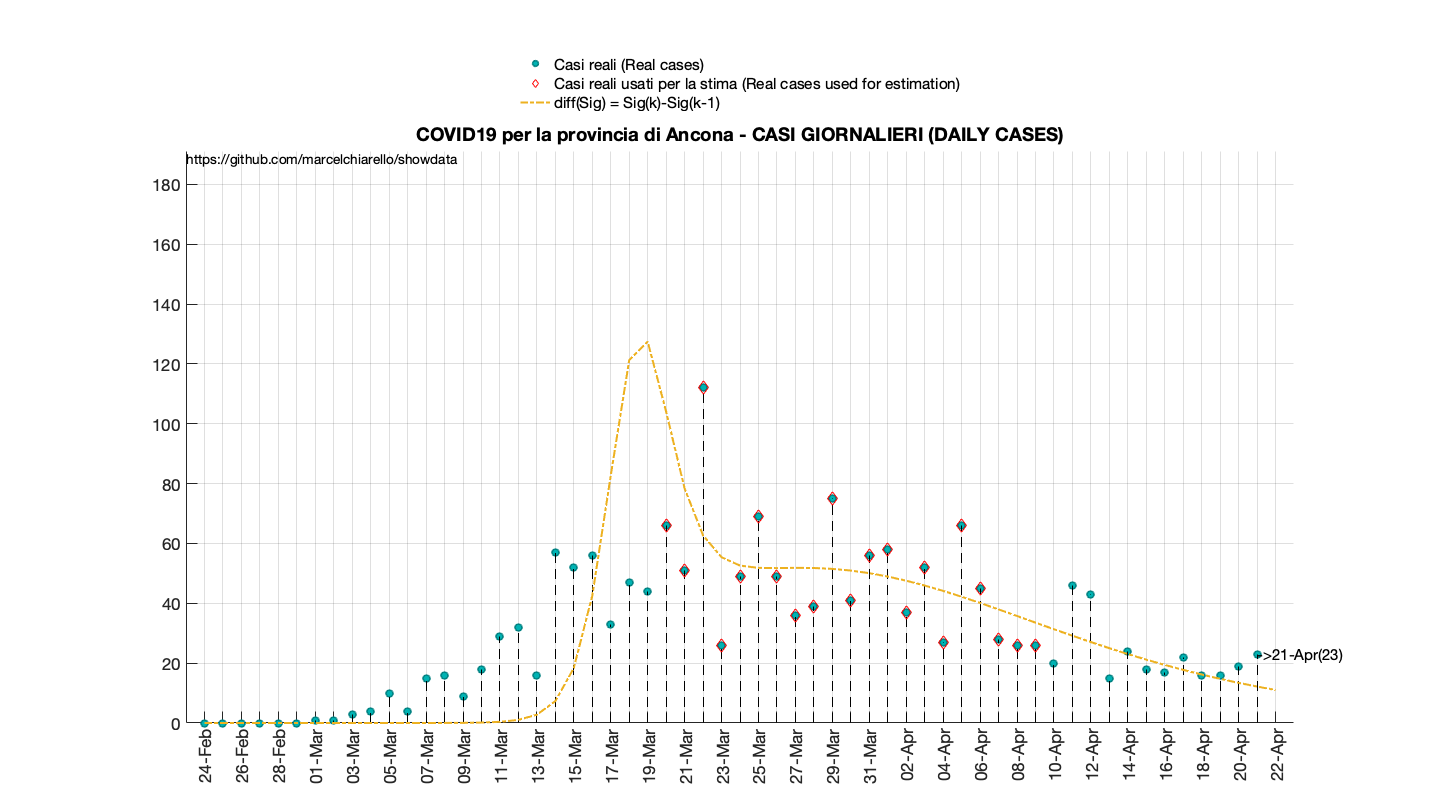 Casi reali (Real cases)
Casi reali usati per la stima (Real cases used for estimation)
diff(Sig) = Sig(k)-Sig(k-1)
COVID19 per la provincia di Ancona - CASI GIORNALIERI (DAILY CASES)
https://github.com/marcelchiarello/showdata
180
160
140
120
100
80
60
40
20
0
->21-Apr(23)
24-Feb
26-Feb
28-Feb
01-Mar
03-Mar
05-Mar
07-Mar
09-Mar
11-Mar
13-Mar
15-Mar
17-Mar
19-Mar
21-Mar
23-Mar
25-Mar
27-Mar
29-Mar
31-Mar
02-Apr
04-Apr
06-Apr
08-Apr
10-Apr
12-Apr
14-Apr
16-Apr
18-Apr
20-Apr
22-Apr